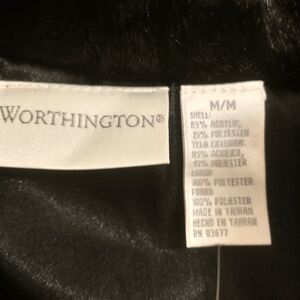 WORTHINGTON®
M/M
SHELL:
85% ACRYLIC,
15% POLYESTER
TELA EXTERIOR:
85% ACRILICO,
15% POLIESTER
100% POLYESTER
FORRO:
100% POLIESTER
MADE IN TAIWAN
HECHO EN TAIWAN
RN 93677